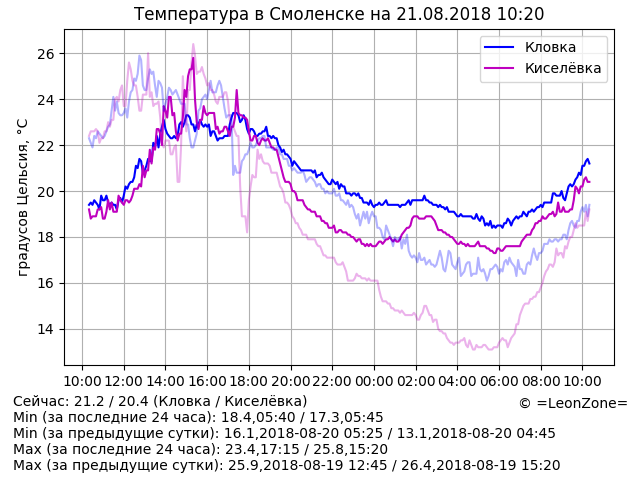 Температура в Смоленске на 21.08.2018 10:20
градусов Цельсия, °C
26
24
22
20
18
16
14
Кловка
Киселёвка
10:00 12:00 14:00 16:00 18:00 20:00 22:00 00:00 02:00 04:00 06:00 08:00 10:00
Сейчас: 21.2 / 20.4 (Кловка / Киселёвка)
© =LeonZone=
Min (за последние 24 часа): 18.4,05:40 / 17.3,05:45
Min (за предыдущие сутки): 16.1,2018-08-20 05:25 / 13.1,2018-08-20 04:45
Max (за последние 24 часа): 23.4,17:15 / 25.8,15:20
Max (за предыдущие сутки): 25.9,2018-08-19 12:45 / 26.4,2018-08-19 15:20